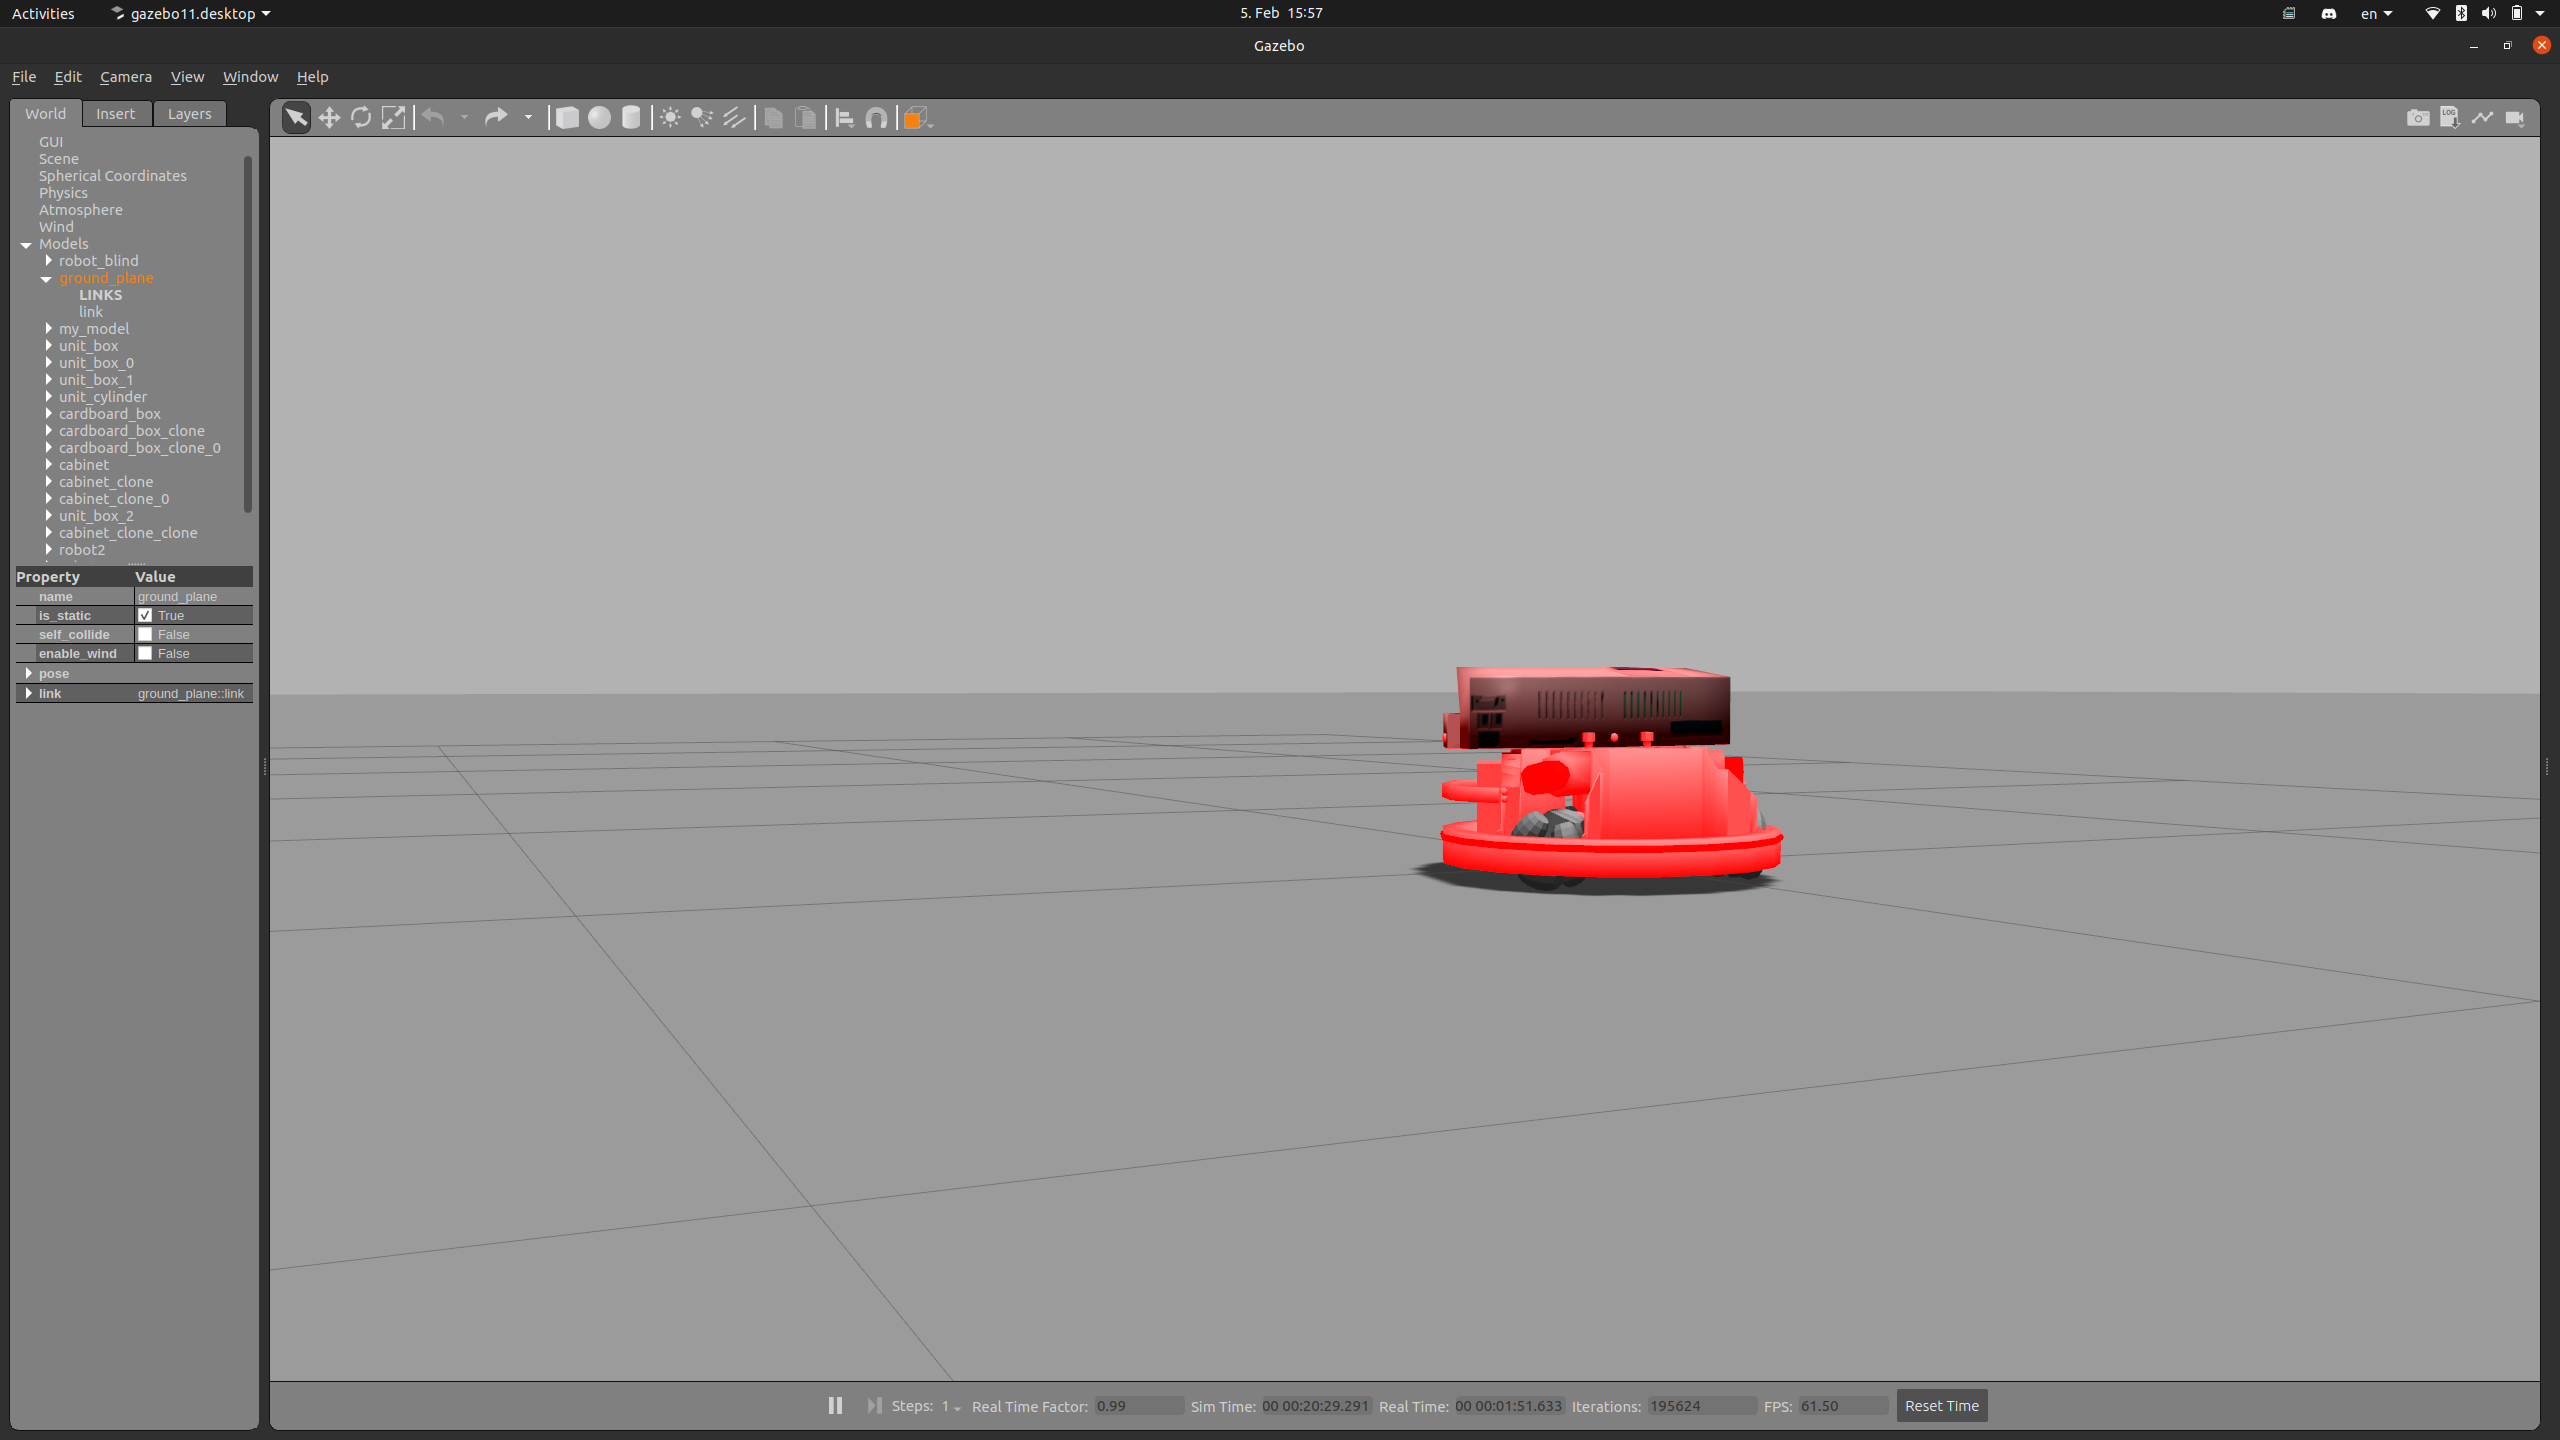 Activities gazebo11.desktop 5. Feb 15:57 en
Gazebo
File Edit Camera View Window Help
World Insert Layers
LOG
GUI
Scene
Spherical Coordinates
Physics
Atmosphere
Wind
Models
robot_blind
ground_plane
LINKS
link
my_model
unit_box
unit_box_0
unit_box_1
unit_cylinder
cardboard_box
cardboard_box_clone
cardboard_box_clone_0
cabinet
cabinet_clone
cabinet_clone_0
unit_box_2
cabinet_clone_clone
robot2
Property Value
name ground_plane
is_static True
self_collide False
enable_wind False
pose
link ground_plane::link
Steps: 1 Real Time Factor: 0.99 Sim Time: 00 00:20:29.291 Real Time: 00 00:01:51.633 Iterations: 195624 FPS: 61.50 Reset Time